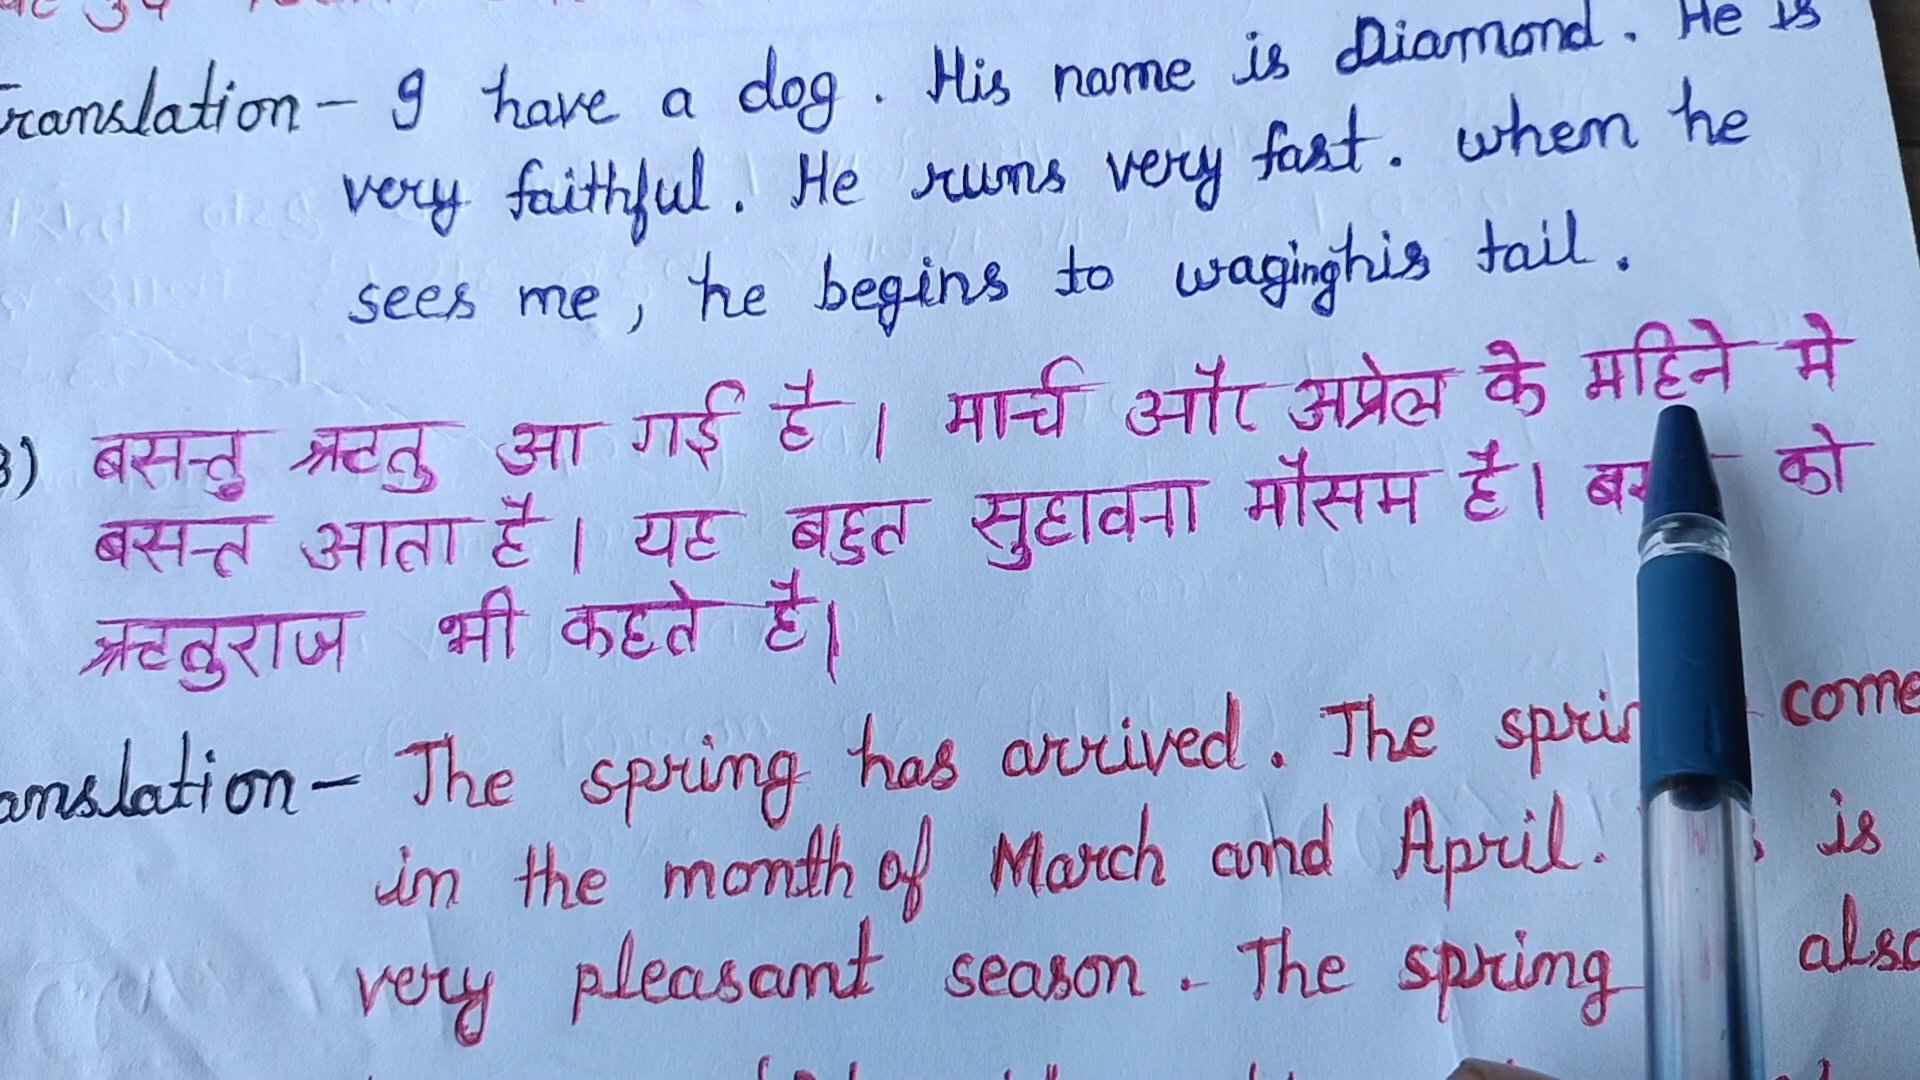 Translation – I have a dog. His name is Diamond. He is
very faithful. He runs very fast. when he
sees me, he begins to waginghis tail.
3) बसन्तु ऋतु आ गई है। मार्च और अप्रेल के महिने मे
बसन्त आता है। यह बहुत सुहावना मौसम है। को
ऋतुराज भी कहते है।
Translation – The spring has arrived. The come
in the month of March and April. is
very pleasant season. The spring also